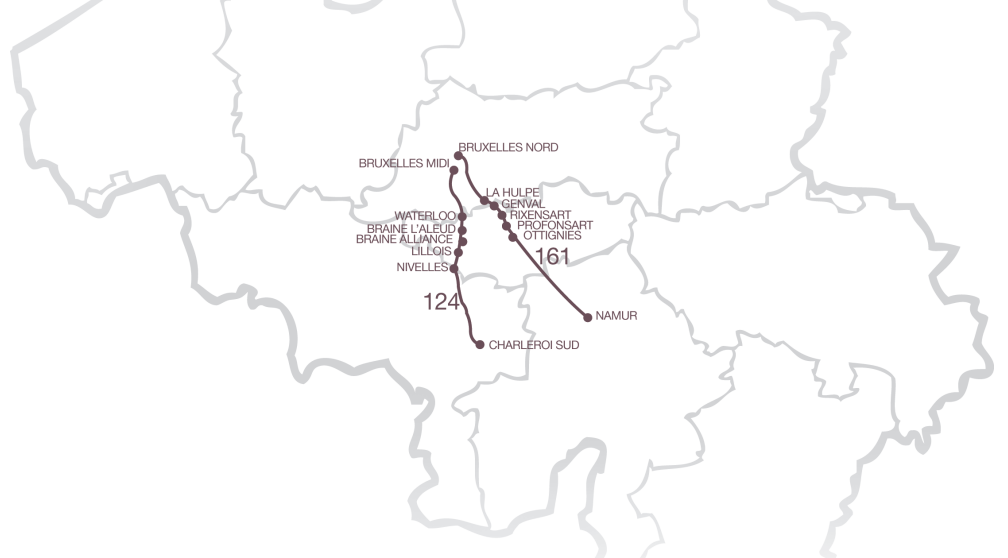 BRUXELLES NORD
BRUXELLES MIDI
LA HULPE
GENVAL
WATERLOO
RIXENSART
BRAINE L'ALEUD
PROFONSART
BRAINE ALLIANCE
OTTIGNIES
LILLOIS
161
NIVELLES
124
NAMUR
CHARLEROI SUD